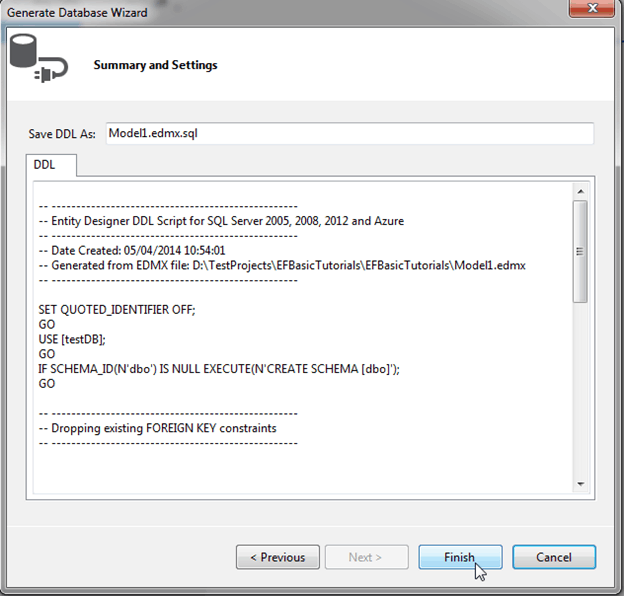 Generate Database Wizard
Summary and Settings
Save DDL As: Model1.edmx.sql
DDL
-- --------------------------------------------------
-- Entity Designer DDL Script for SQL Server 2005, 2008, 2012 and Azure
-- --------------------------------------------------
-- Date Created: 05/04/2014 10:54:01
-- Generated from EDMX file: D:\TestProjects\EFBasicTutorials\EFBasicTutorials\Model1.edmx
-- --------------------------------------------------
SET QUOTED_IDENTIFIER OFF;
GO
USE [testDB];
GO
IF SCHEMA_ID(N'dbo') IS NULL EXECUTE(N'CREATE SCHEMA [dbo]');
GO
-- --------------------------------------------------
-- Dropping existing FOREIGN KEY constraints
-- --------------------------------------------------
< Previous Next > Finish Cancel